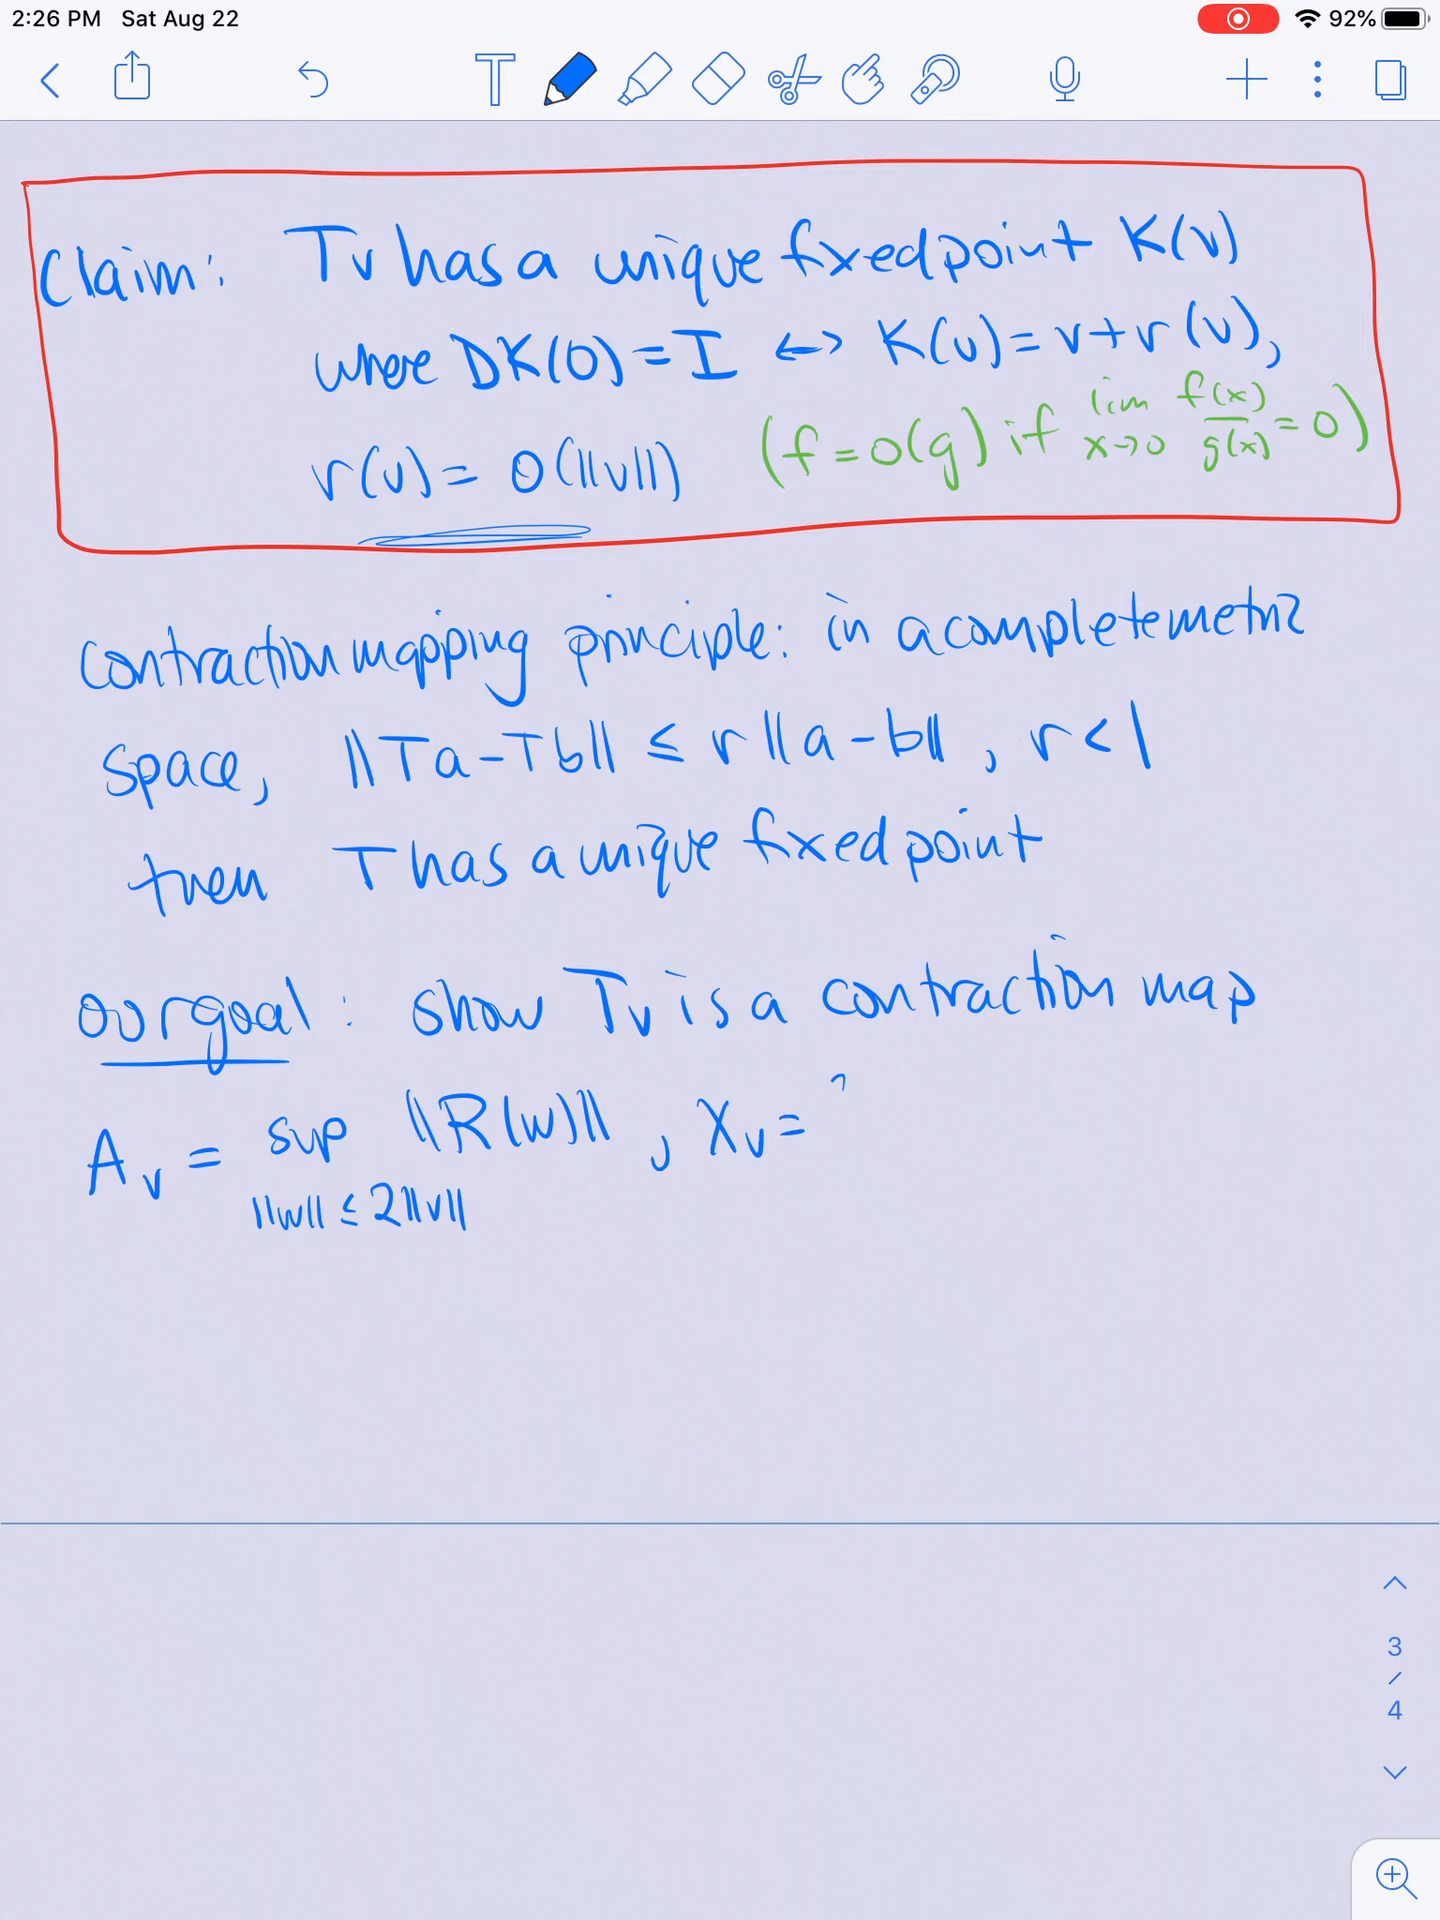 2:26 PM Sat Aug 22 92%
Claim: Tv has a unique fixed point K(v)
where DK(0) = I ↔ K(v) = v + r(v),
r(v) = o(||v||) (f = o(g) if lim x→0 f(x)/g(x) = 0)
contraction mapping principle: in a complete metric
space, ||Ta - Tb|| ≤ r||a - b||, r < 1
then T has a unique fixed point
our goal: show Tv is a contraction map
Av = sup ||R(w)||, Xv =
||w|| ≤ 2||v||
3
/
4